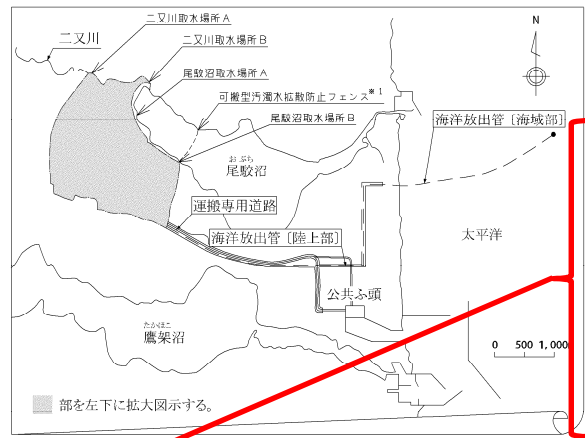 二又川取水場所A
二又川
二又川取水場所B
尾駮沼取水場所A
可搬型汚濁水拡散防止フェンス※1
尾駮沼取水場所B
N
海洋放出管〔海域部〕
おぶち
尾駮沼
運搬専用道路
海洋放出管〔陸上部〕
太平洋
公共ふ頭
たかほこ
鷹架沼
0 500 1,000
部を左下に拡大図示する。